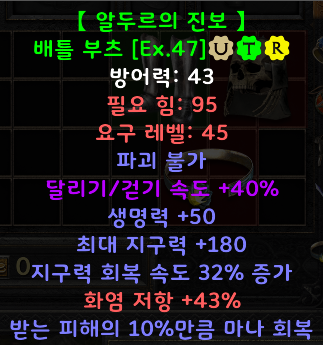 【 알두르의 진보 】
배틀 부츠 [Ex.47] U T R
방어력: 43
필요 힘: 95
요구 레벨: 45
파괴 불가
달리기/걷기 속도 +40%
생명력 +50
최대 지구력 +180
지구력 회복 속도 32% 증가
화염 저항 +43%
받는 피해의 10%만큼 마나 회복